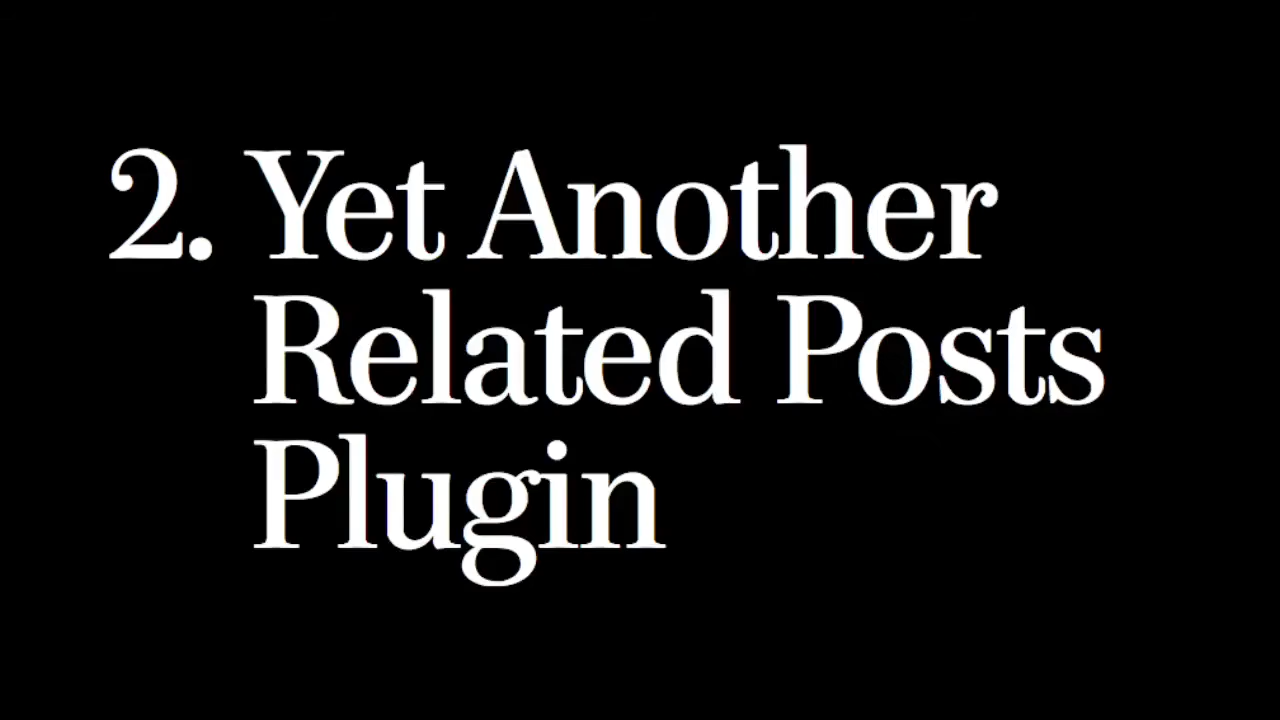 2. Yet Another
Related Posts
Plugin